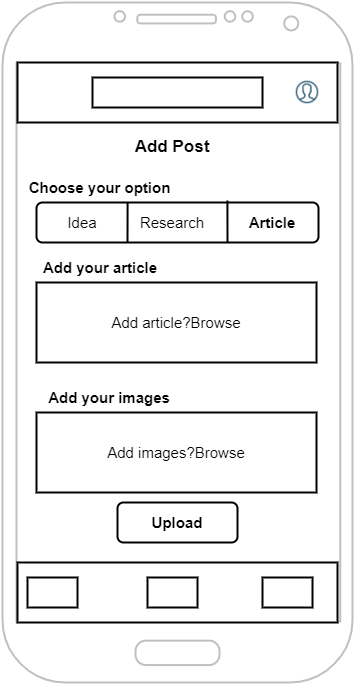 Add Post
Choose your option
Idea Research Article
Add your article
Add article?Browse
Add your images
Add images?Browse
Upload